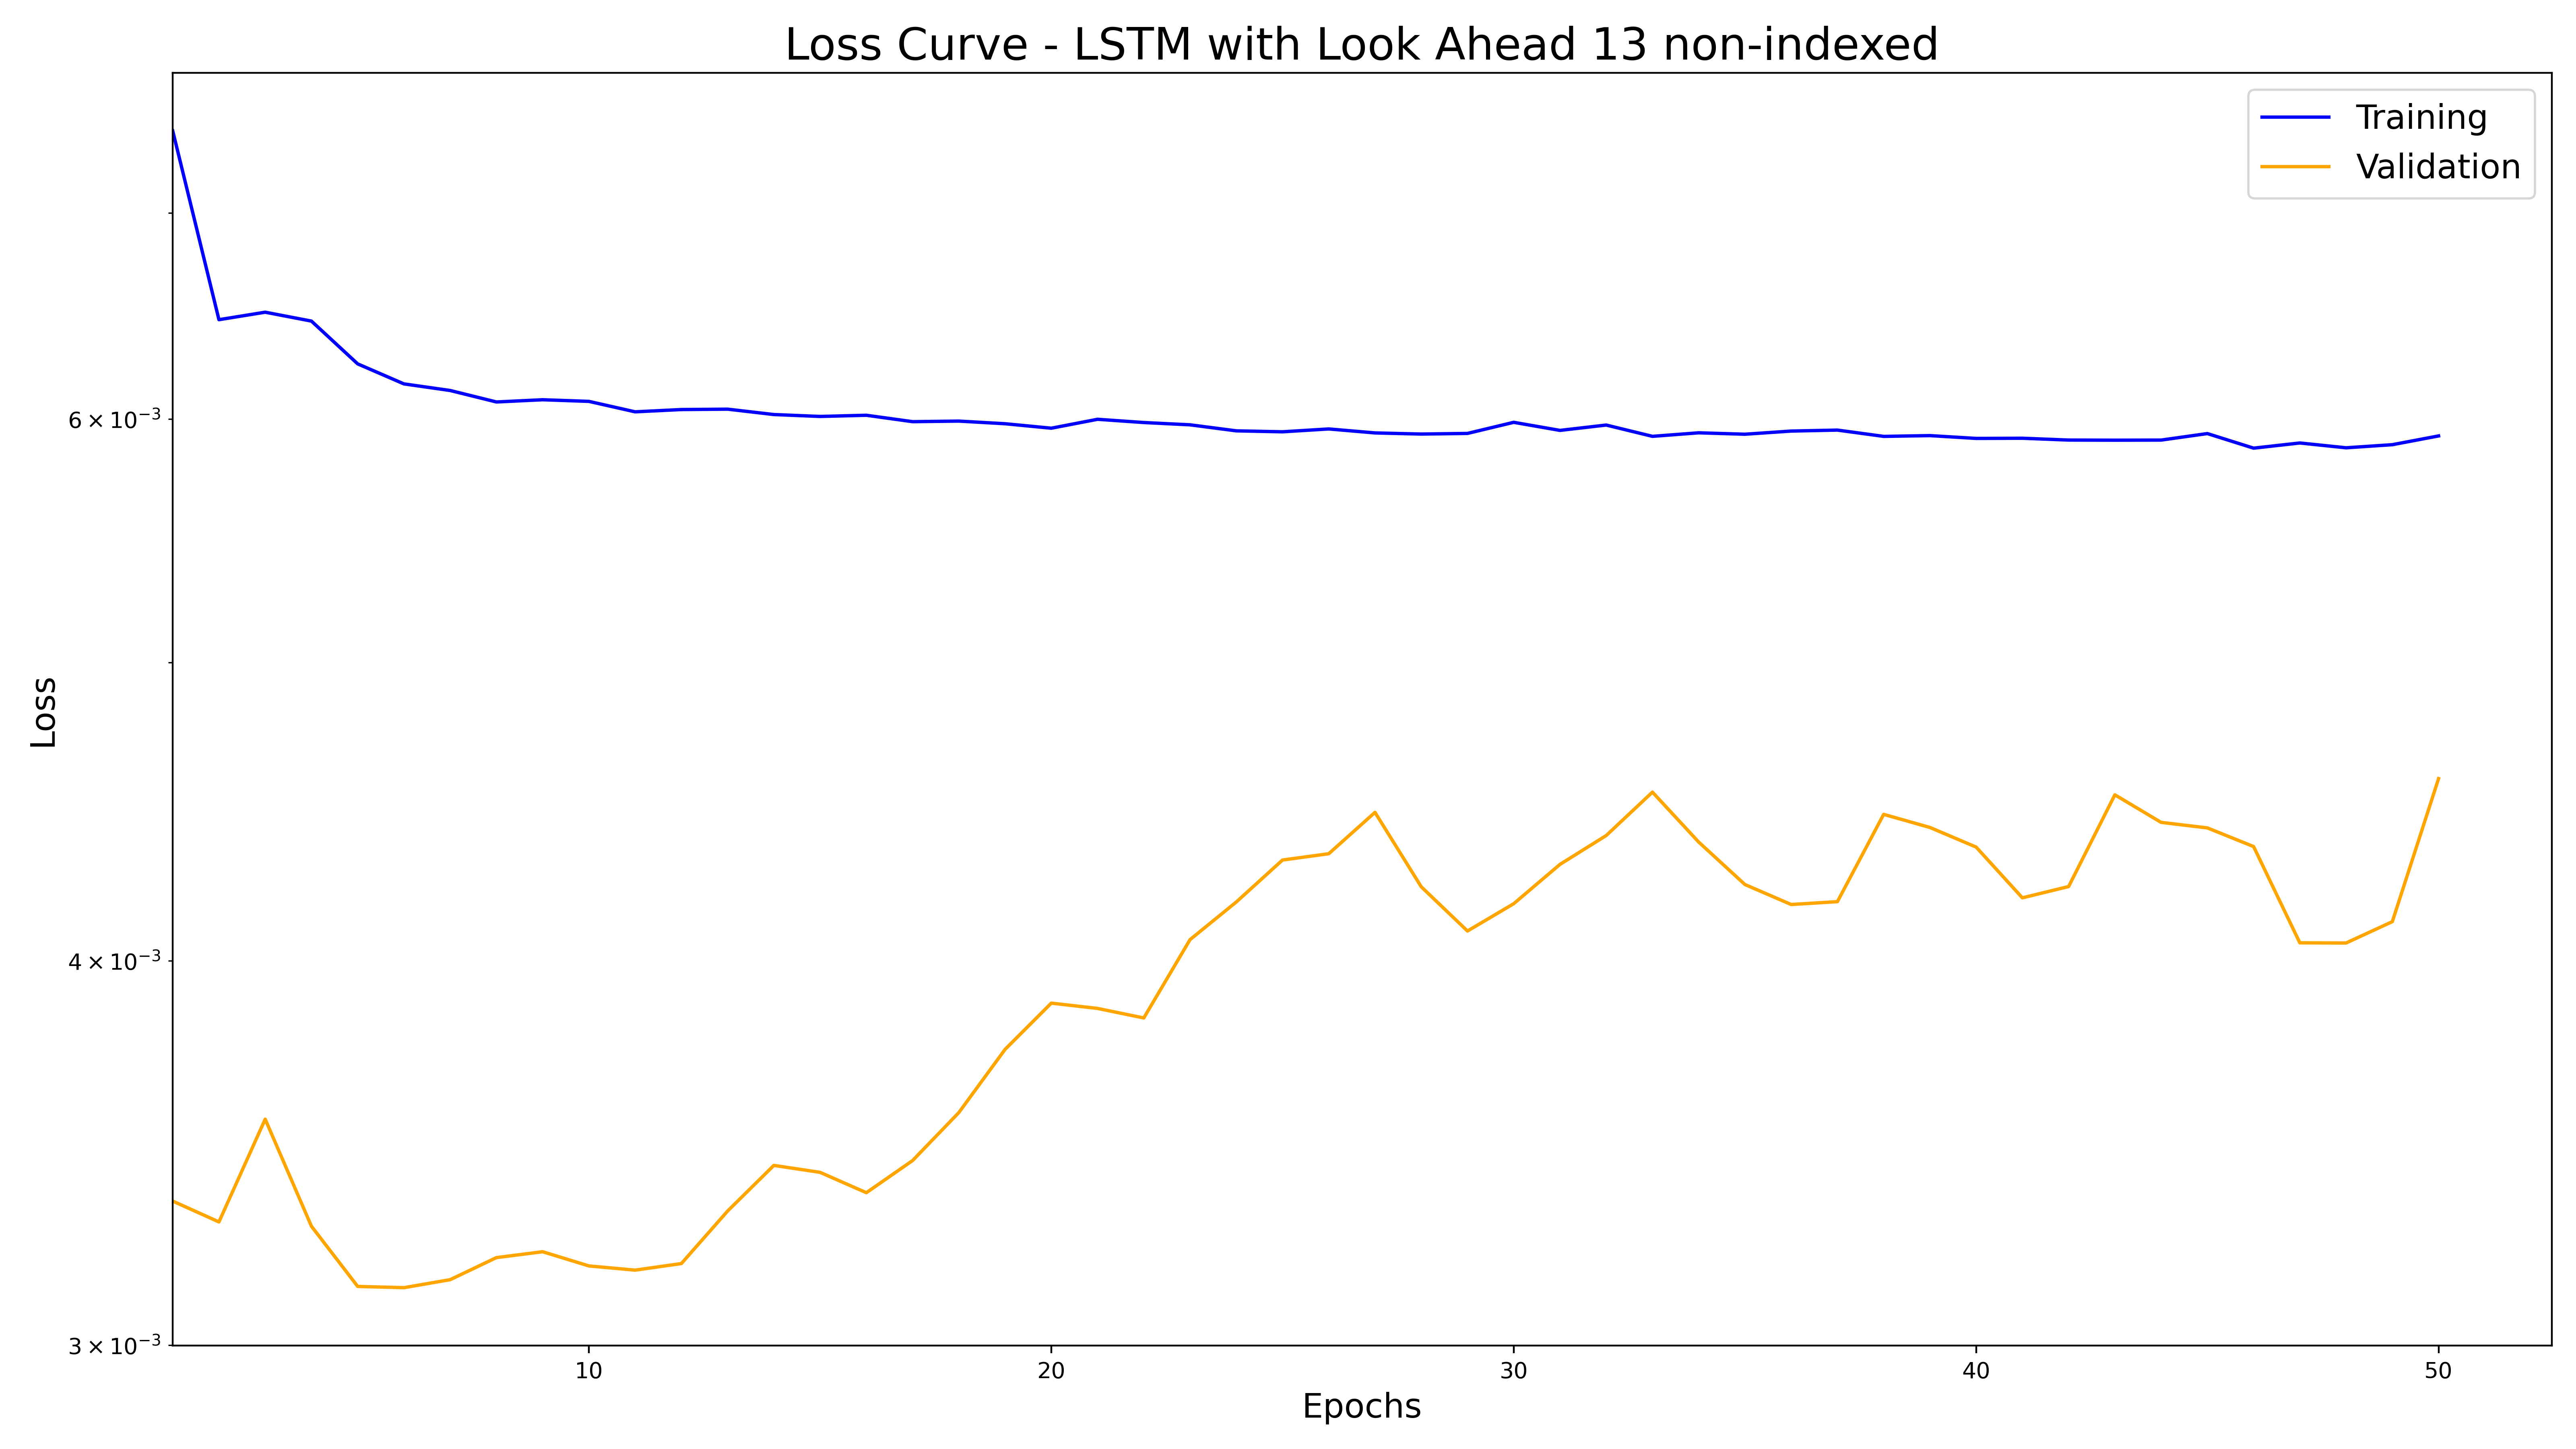 Loss Curve - LSTM with Look Ahead 13 non-indexed
Training
Validation
6 × 10⁻³
4 × 10⁻³
3 × 10⁻³
Loss
10 20 30 40 50
Epochs